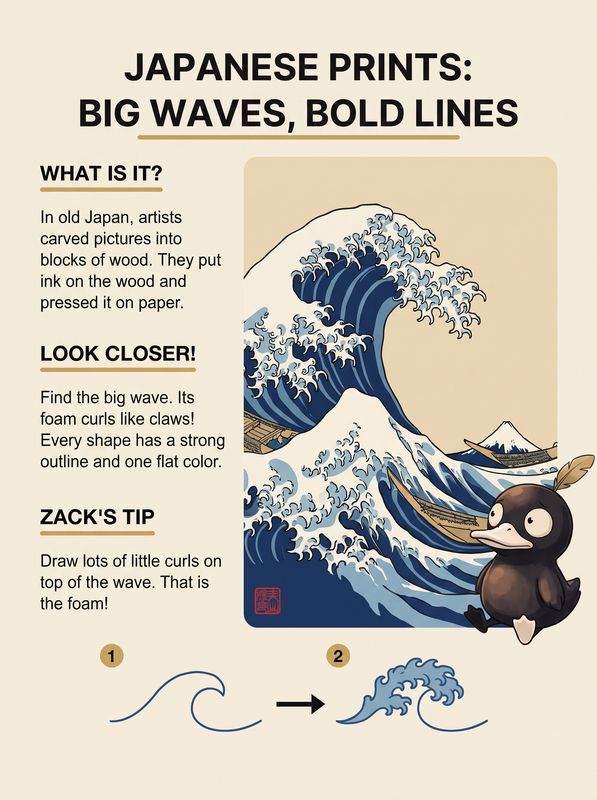 JAPANESE PRINTS:
BIG WAVES, BOLD LINES
WHAT IS IT?
In old Japan, artists
carved pictures into
blocks of wood. They put
ink on the wood and
pressed it on paper.
LOOK CLOSER!
Find the big wave. Its
foam curls like claws!
Every shape has a strong
outline and one flat color.
ZACK'S TIP
Draw lots of little curls on
top of the wave. That is
the foam!
1
2